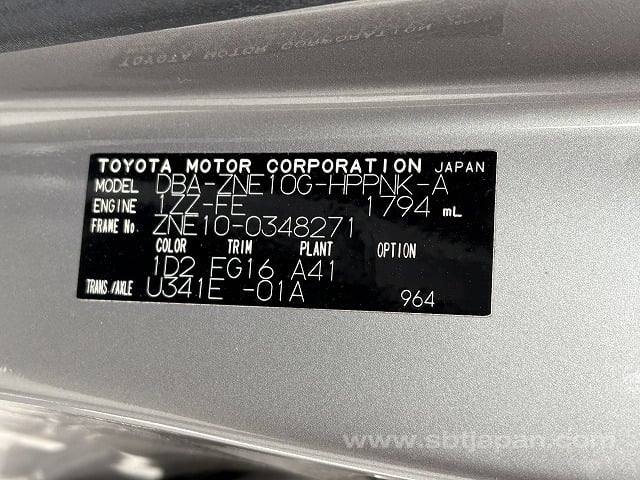 TOYOTA MOTOR CORPORATION JAPAN
MODEL DBA-ZNE10G-HPPNK-A
ENGINE 1ZZ-FE 1794 mL
FRAME No. ZNE10-0348271
COLOR TRIM PLANT OPTION
1D2 EG16 A41
TRANS./AXLE U341E -01A 964
www.sbtjapan.com